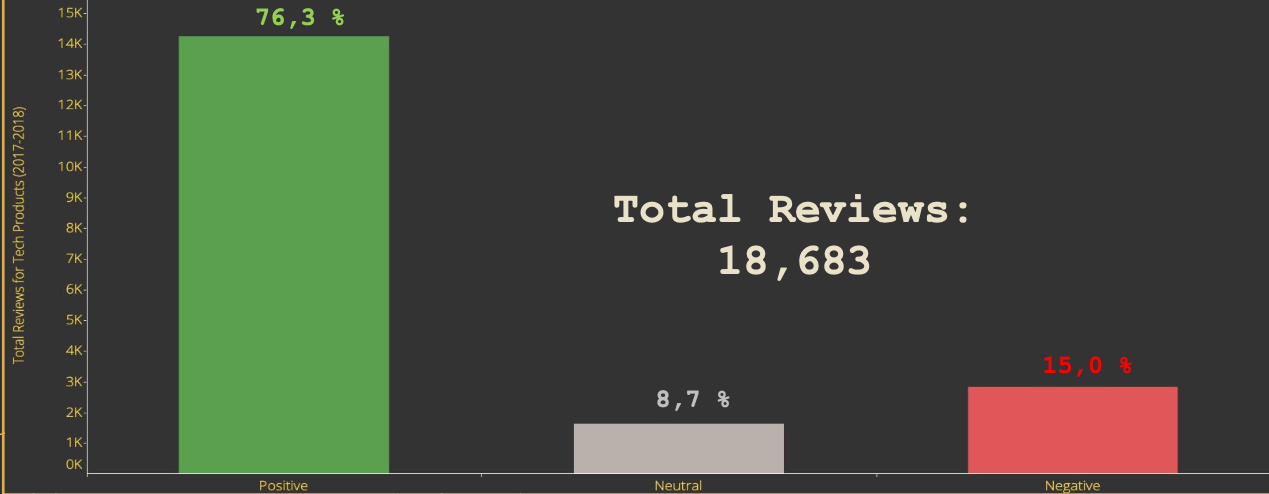 Total Reviews for Tech Products (2017-2018)
15K
14K
13K
12K
11K
10K
9K
8K
7K
6K
5K
4K
3K
2K
1K
0K
76,3 %
8,7 %
15,0 %
Total Reviews:
18,683
Positive
Neutral
Negative